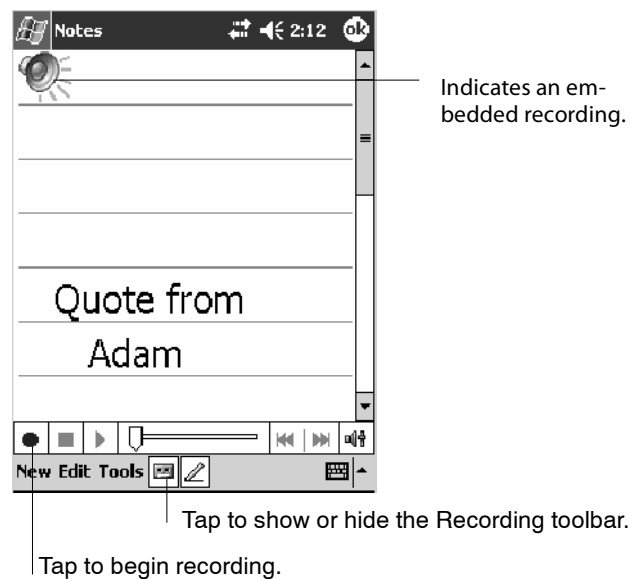 Notes 2:12 ok
Indicates an em-
bedded recording.
Quote from
Adam
New Edit Tools
Tap to show or hide the Recording toolbar.
Tap to begin recording.